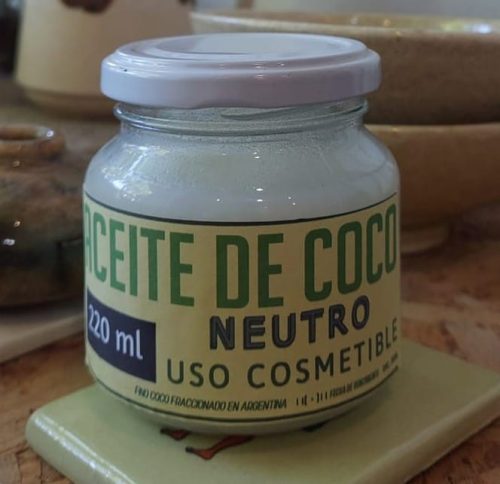 ACEITE DE COCO
NEUTRO
220 ml
USO COSMETIBLE
FINO COCO FRACCIONADO EN ARGENTINA